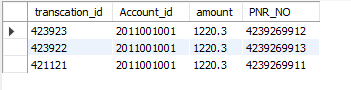 transcation_id Account_id amount PNR_NO
423923 2011001001 1220.3 4239269912
423922 2011001001 1220.3 4239269913
421121 2011001001 1220.3 4239269911